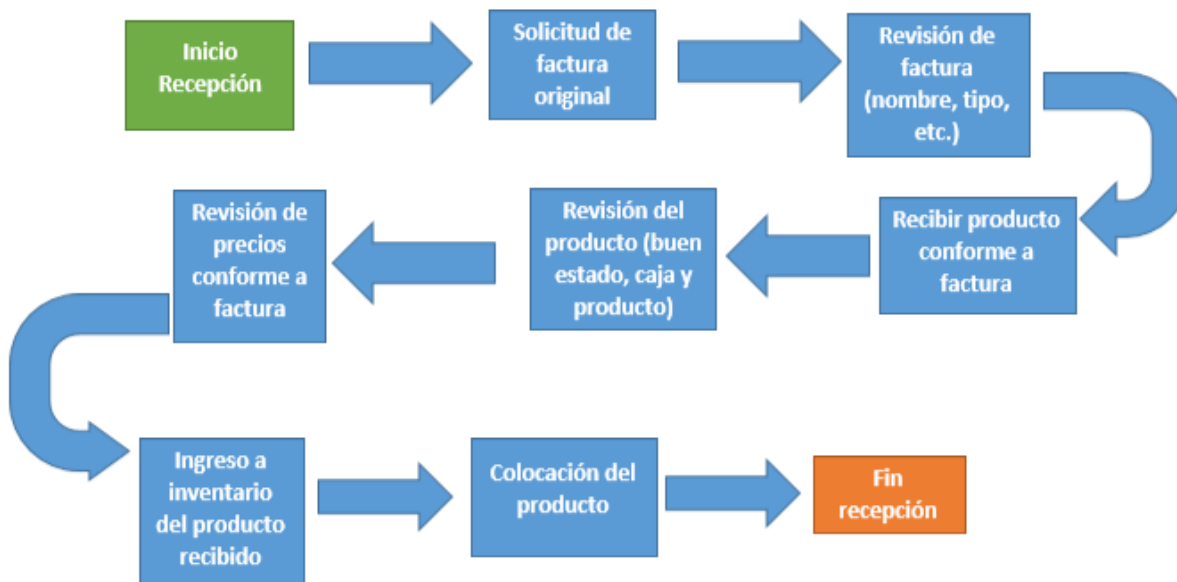 Inicio
Recepción
Solicitud de
factura
original
Revisión de
factura
(nombre, tipo,
etc.)
Recibir producto
conforme a
factura
Revisión del
producto (buen
estado, caja y
producto)
Revisión de
precios
conforme a
factura
Ingreso a
inventario
del producto
recibido
Colocación del
producto
Fin
recepción